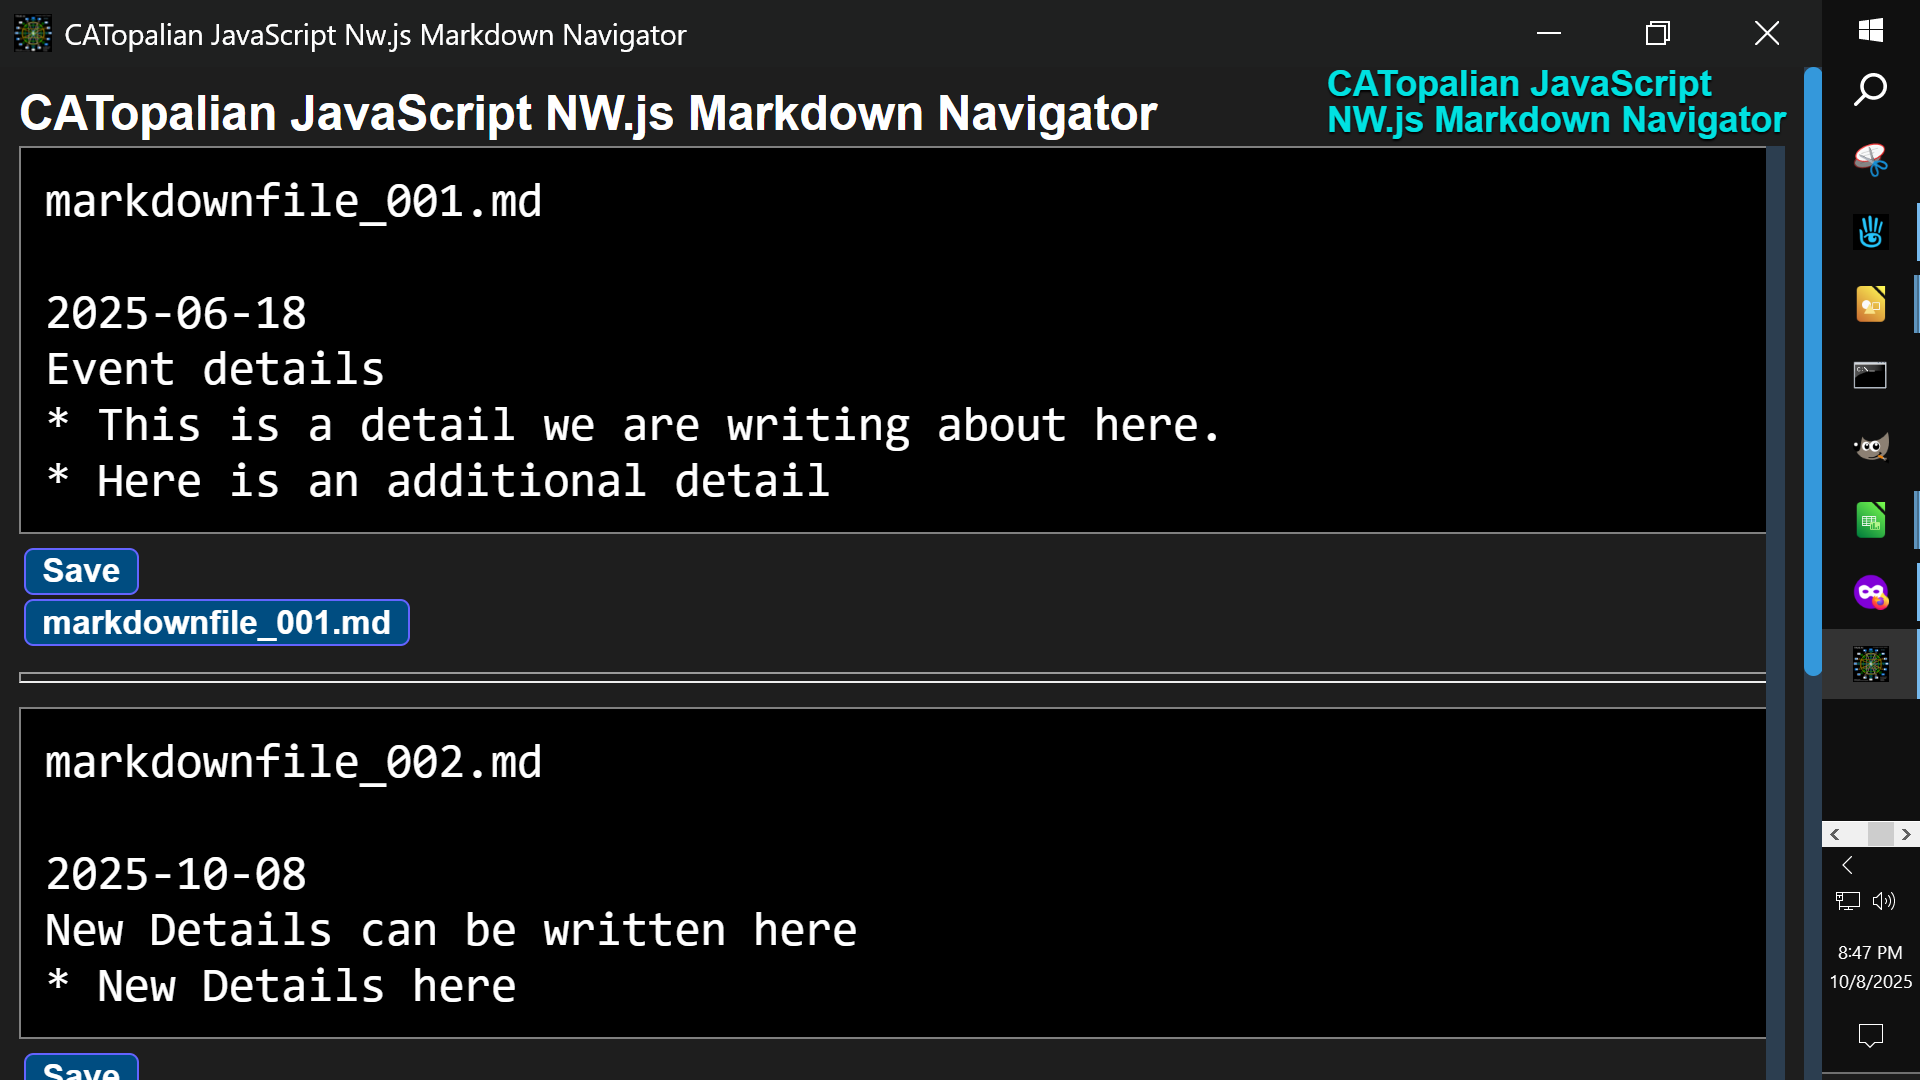 CATopalian JavaScript Nw.js Markdown Navigator
CATopalian JavaScript NW.js Markdown Navigator
CATopalian JavaScript
NW.js Markdown Navigator
markdownfile_001.md
2025-06-18
Event details
* This is a detail we are writing about here.
* Here is an additional detail
Save
markdownfile_001.md
markdownfile_002.md
2025-10-08
New Details can be written here
* New Details here
Save
8:47 PM
10/8/2025